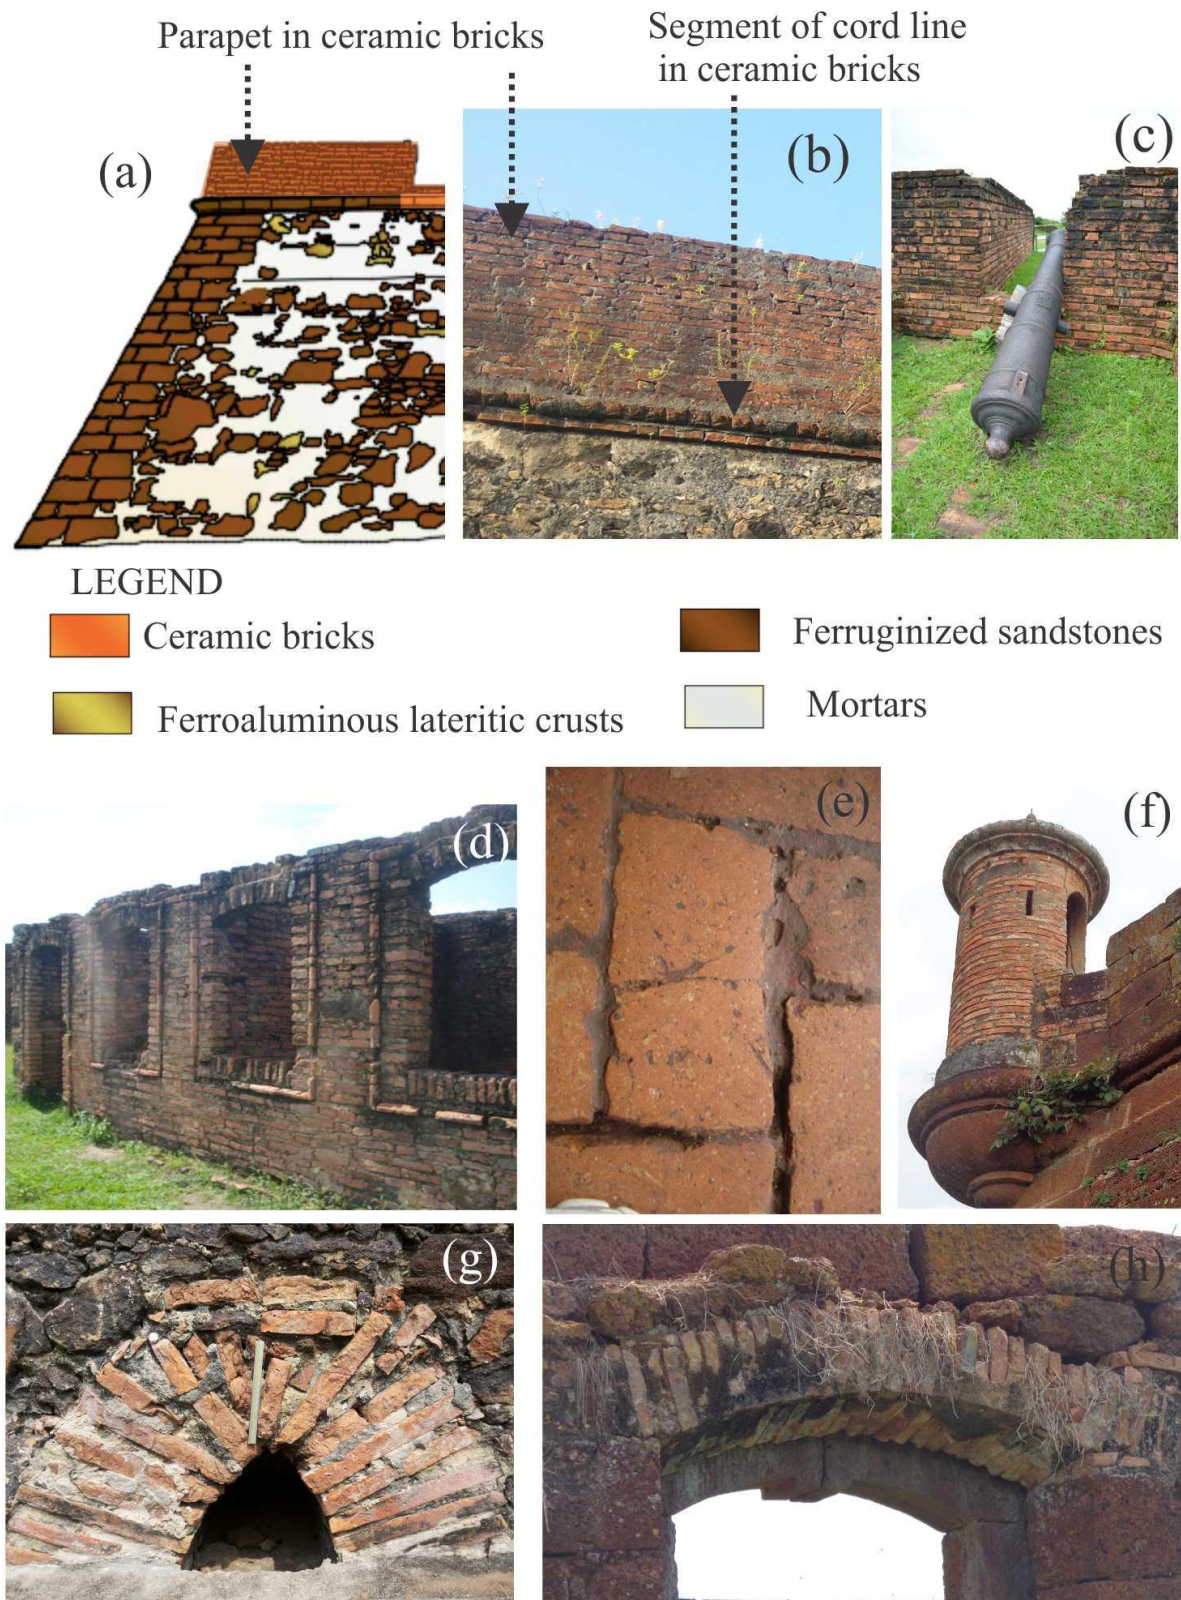 Parapet in ceramic bricks
Segment of cord line
in ceramic bricks
(a)
(b)
(c)
LEGEND
Ceramic bricks
Ferruginized sandstones
Ferroaluminous lateritic crusts
Mortars
(d)
(e)
(f)
(g)
(h)